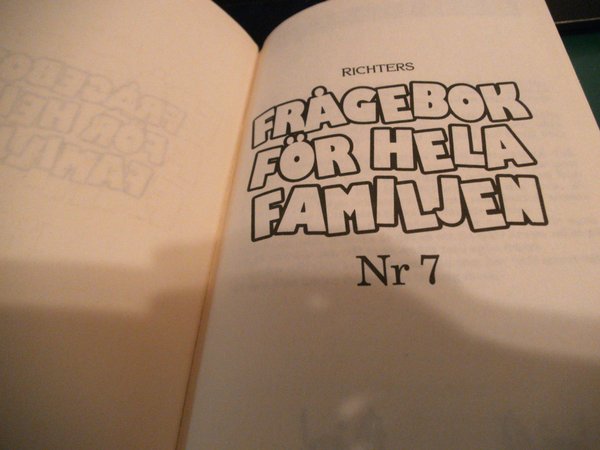 RICHTERS
FRÅGEBOK
FÖR HELA
FAMILJEN
Nr 7